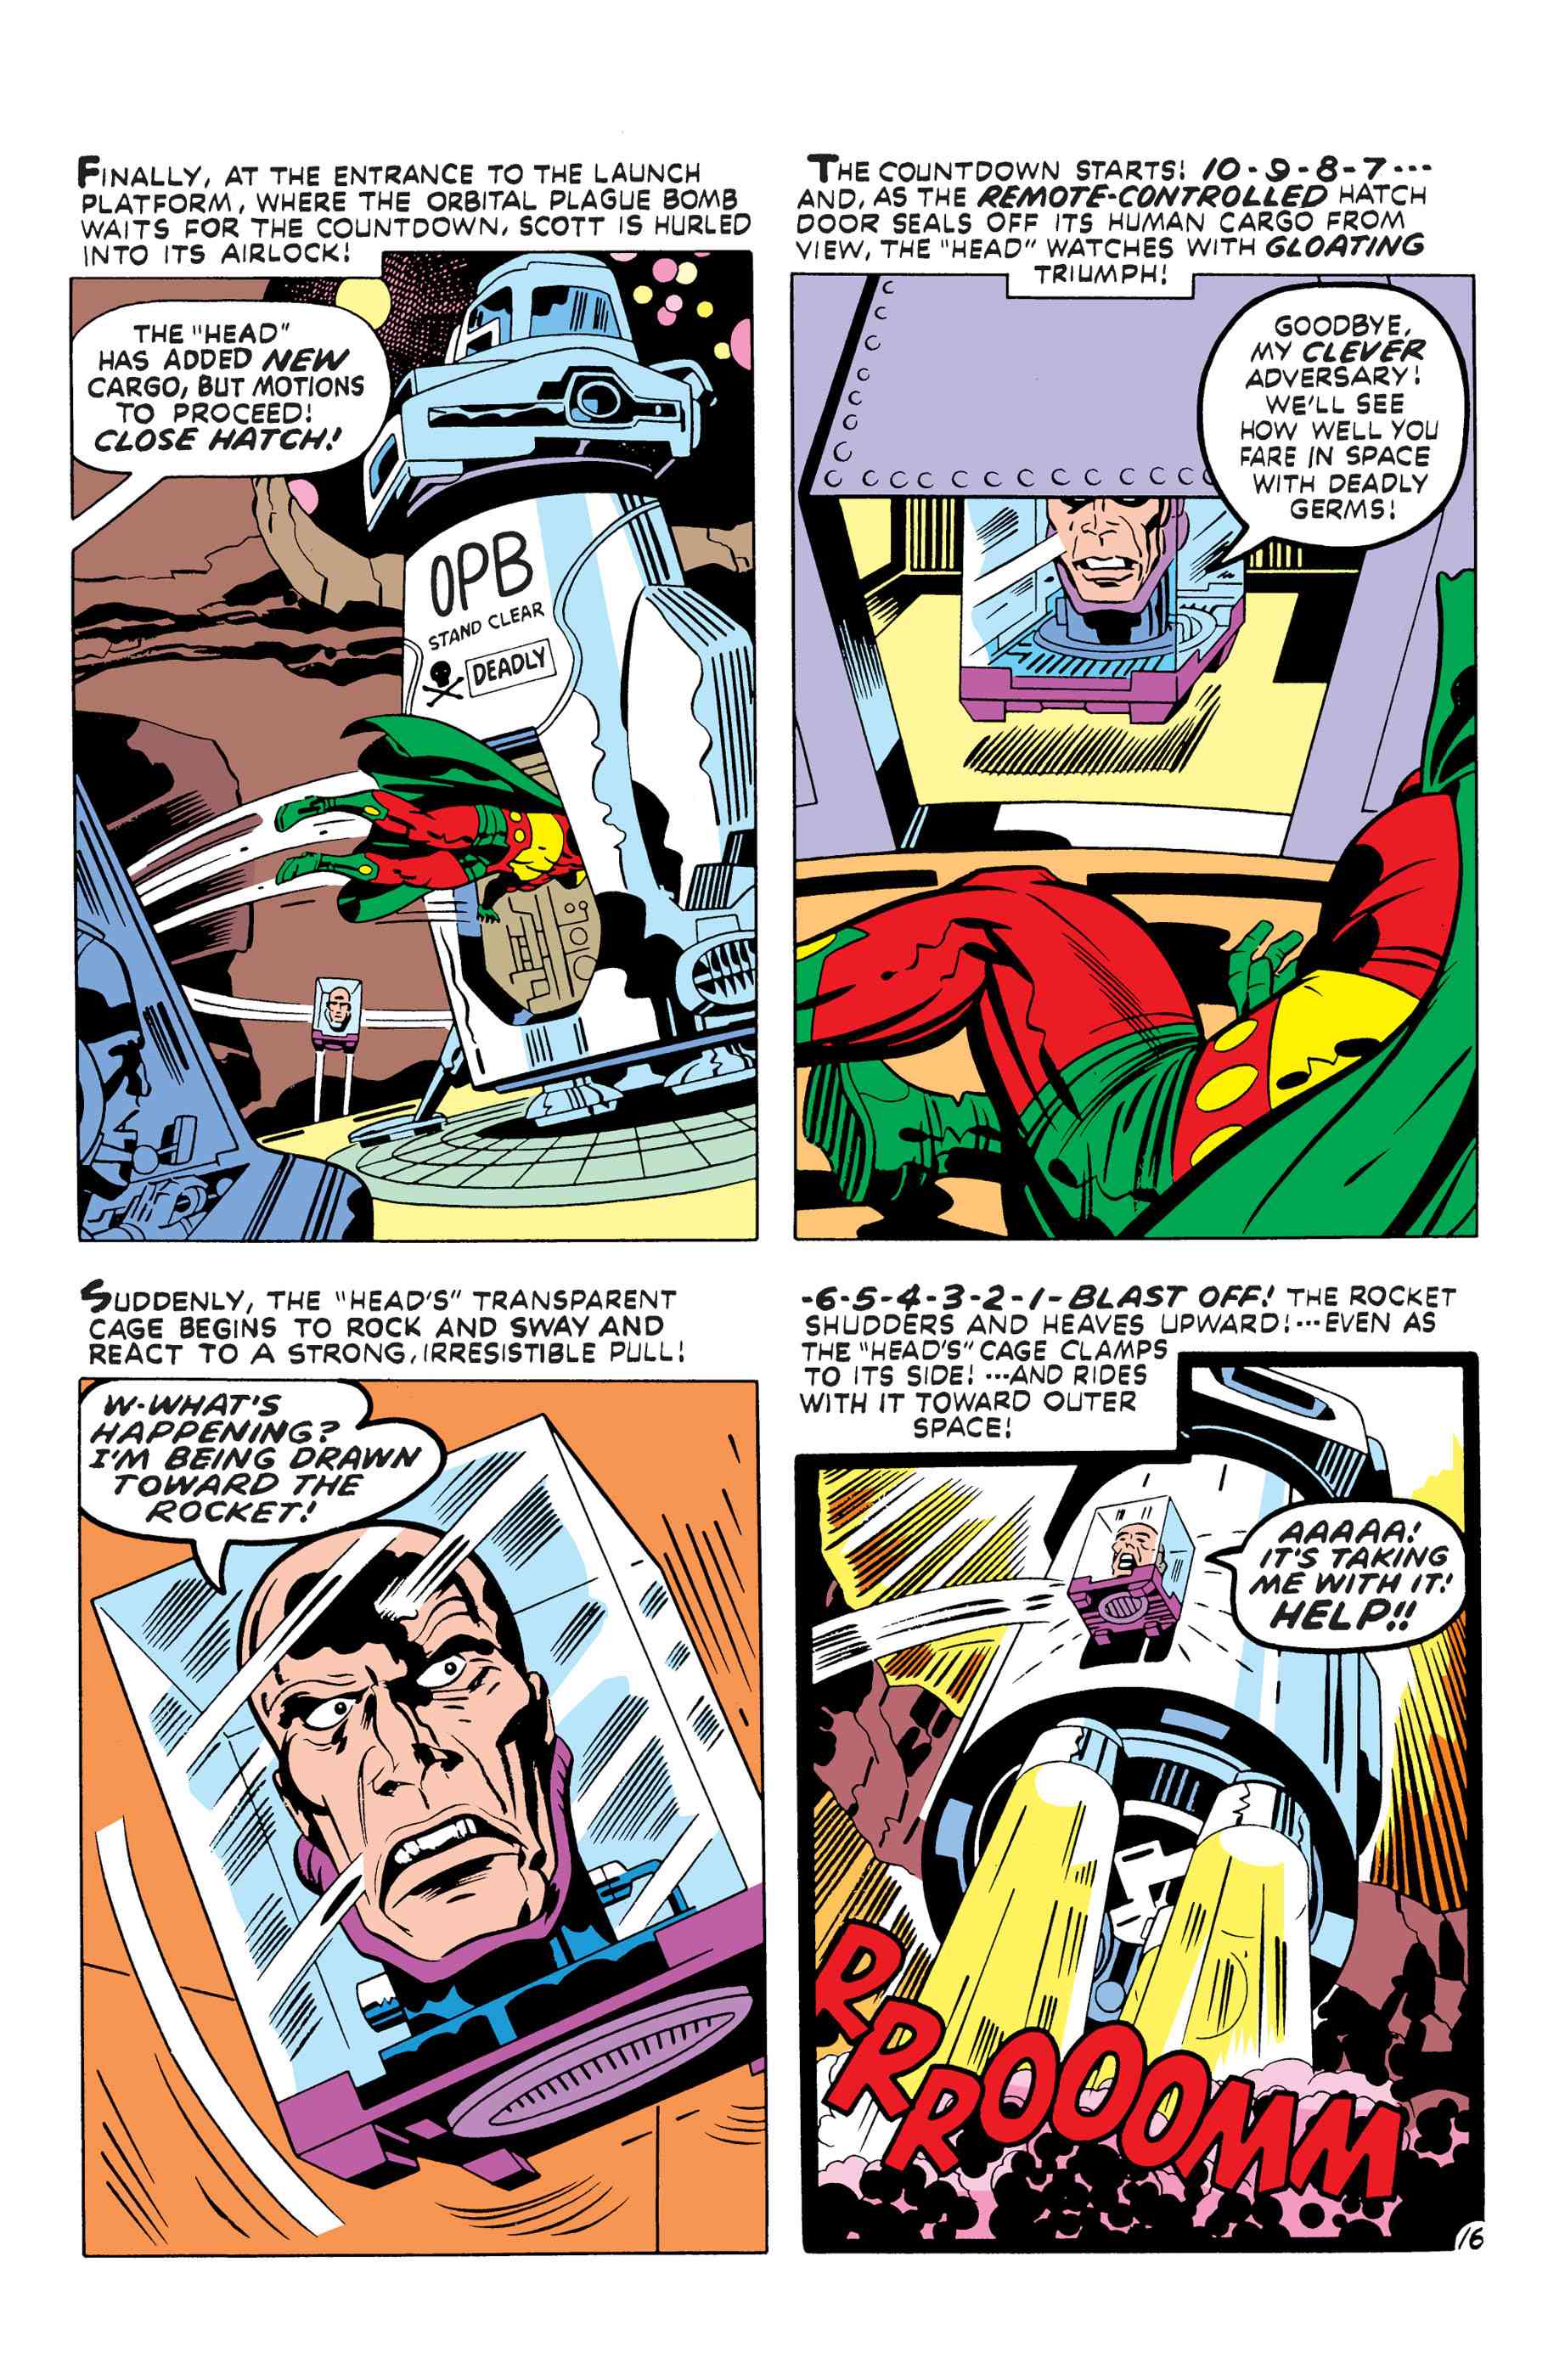 FINALLY, AT THE ENTRANCE TO THE LAUNCH
PLATFORM, WHERE THE ORBITAL PLAGUE BOMB
WAITS FOR THE COUNTDOWN, SCOTT IS HURLED
INTO ITS AIRLOCK!
THE "HEAD"
HAS ADDED NEW
CARGO, BUT MOTIONS
TO PROCEED!
CLOSE HATCH!
OPB
STAND CLEAR
DEADLY
THE COUNTDOWN STARTS! 10-9-8-7...
AND, AS THE REMOTE-CONTROLLED HATCH
DOOR SEALS OFF ITS HUMAN CARGO FROM
VIEW, THE "HEAD" WATCHES WITH GLOATING
TRIUMPH!
GOODBYE,
MY CLEVER
ADVERSARY!
WE'LL SEE
HOW WELL YOU
FARE IN SPACE
WITH DEADLY
GERMS!
SUDDENLY, THE "HEAD'S" TRANSPARENT
CAGE BEGINS TO ROCK AND SWAY AND
REACT TO A STRONG, IRRESISTIBLE PULL!
W-WHAT'S
HAPPENING?
I'M BEING DRAWN
TOWARD THE
ROCKET!
-6-5-4-3-2-1-BLAST OFF! THE ROCKET
SHUDDERS AND HEAVES UPWARD!...EVEN AS
THE "HEAD'S" CAGE CLAMPS
TO ITS SIDE! ...AND RIDES
WITH IT TOWARD OUTER
SPACE!
AAAAA!
IT'S TAKING
ME WITH IT!
HELP!!
RRRROOOMM
16